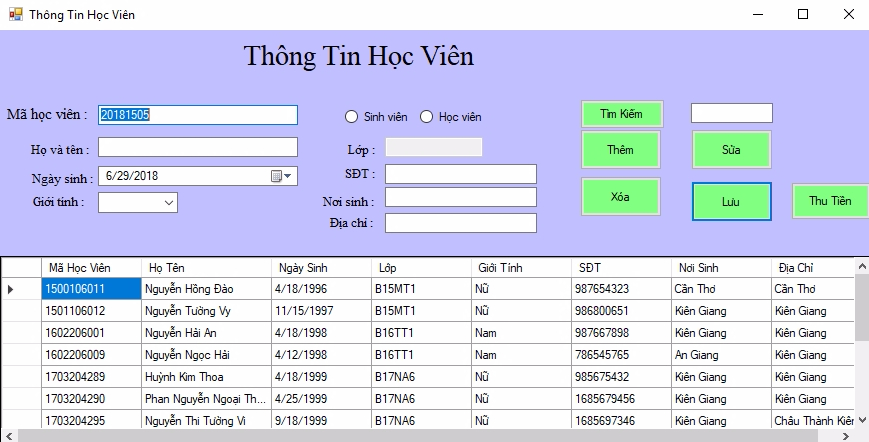 Thông Tin Học Viên
Thông Tin Học Viên
Mã học viên : 20181505 Sinh viên Học viên Tìm Kiếm
Họ và tên : Lớp : Thêm Sửa
Ngày sinh : 6/29/2018 SĐT :
Giới tính : Nơi sinh : Xóa Lưu Thu Tiền
Địa chỉ :
Mã Học Viên Họ Tên Ngày Sinh Lớp Giới Tính SĐT Nơi Sinh Địa Chỉ
1500106011 Nguyễn Hồng Đào 4/18/1996 B15MT1 Nữ 987654323 Cần Thơ Cần Thơ
1501106012 Nguyễn Tường Vy 11/15/1997 B15MT1 Nữ 986800651 Kiên Giang Kiên Giang
1602206001 Nguyễn Hải An 4/18/1998 B16TT1 Nam 987667898 Kiên Giang Kiên Giang
1602206009 Nguyễn Ngọc Hải 4/12/1998 B16TT1 Nam 786545765 An Giang Kiên Giang
1703204289 Huỳnh Kim Thoa 4/18/1999 B17NA6 Nữ 985675432 Kiên Giang Kiên Giang
1703204290 Phan Nguyễn Ngoại Th... 4/25/1999 B17NA6 Nữ 1685679456 Kiên Giang Kiên Giang
1703204295 Nguyễn Thi Tường Vi 9/18/1999 B17NA6 Nữ 1685697346 Kiên Giang Châu Thành Kiên